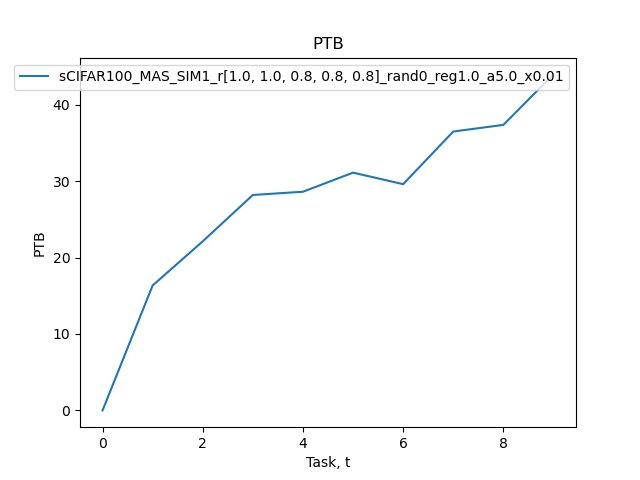 PTB
sCIFAR100_MAS_SIM1_r[1.0, 1.0, 0.8, 0.8, 0.8]_rand0_reg1.0_a5.0_x0.01
40
30
20
10
0
PTB
0 2 4 6 8
Task, t